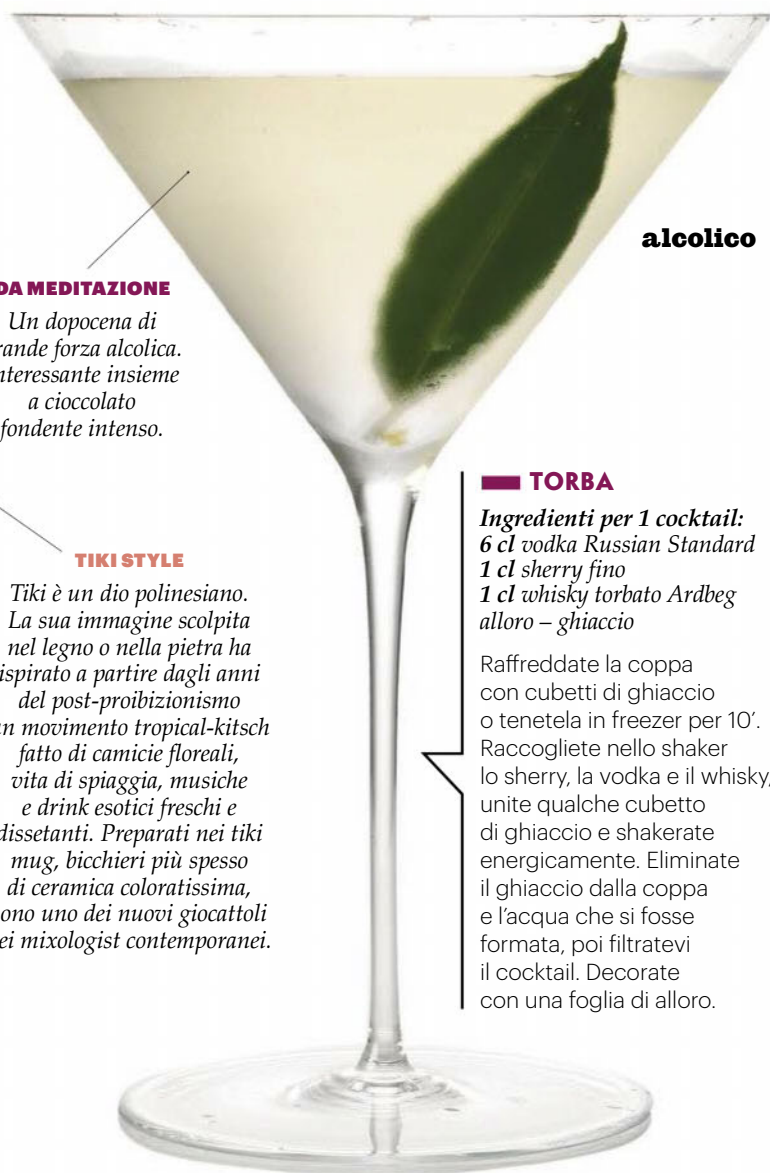 alcolico
DA MEDITAZIONE
Un dopocena di
rande forza alcolica.
nteressante insieme
a cioccolato
fondente intenso.
TIKI STYLE
Tiki è un dio polinesiano.
La sua immagine scolpita
nel legno o nella pietra ha
ispirato a partire dagli anni
del post-proibizionismo
un movimento tropical-kitsch
fatto di camicie floreali,
vita di spiaggia, musiche
e drink esotici freschi e
dissetanti. Preparati nei tiki
mug, bicchieri più spesso
di ceramica coloratissima,
ono uno dei nuovi giocattoli
ei mixologist contemporanei.
TORBA
Ingredienti per 1 cocktail:
6 cl vodka Russian Standard
1 cl sherry fino
1 cl whisky torbato Ardbeg
alloro – ghiaccio
Raffreddate la coppa
con cubetti di ghiaccio
o tenetela in freezer per 10′.
Raccogliete nello shaker
lo sherry, la vodka e il whisky,
unite qualche cubetto
di ghiaccio e shakerate
energicamente. Eliminate
il ghiaccio dalla coppa
e l’acqua che si fosse
formata, poi filtratevi
il cocktail. Decorate
con una foglia di alloro.